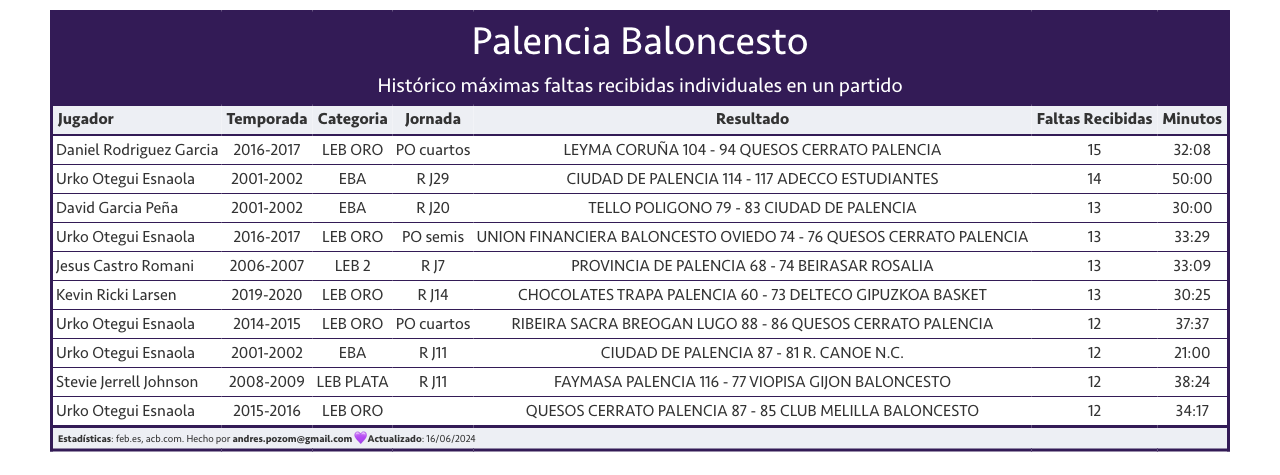 Palencia Baloncesto
Histórico máximas faltas recibidas individuales en un partido
Jugador Temporada Categoria Jornada Resultado Faltas Recibidas Minutos
Daniel Rodriguez Garcia 2016-2017 LEB ORO PO cuartos LEYMA CORUÑA 104 - 94 QUESOS CERRATO PALENCIA 15 32:08
Urko Otegui Esnaola 2001-2002 EBA R J29 CIUDAD DE PALENCIA 114 - 117 ADECCO ESTUDIANTES 14 50:00
David Garcia Peña 2001-2002 EBA R J20 TELLO POLIGONO 79 - 83 CIUDAD DE PALENCIA 13 30:00
Urko Otegui Esnaola 2016-2017 LEB ORO PO semis UNION FINANCIERA BALONCESTO OVIEDO 74 - 76 QUESOS CERRATO PALENCIA 13 33:29
Jesus Castro Romani 2006-2007 LEB 2 R J7 PROVINCIA DE PALENCIA 68 - 74 BEIRASAR ROSALIA 13 33:09
Kevin Ricki Larsen 2019-2020 LEB ORO R J14 CHOCOLATES TRAPA PALENCIA 60 - 73 DELTECO GIPUZKOA BASKET 13 30:25
Urko Otegui Esnaola 2014-2015 LEB ORO PO cuartos RIBEIRA SACRA BREOGAN LUGO 88 - 86 QUESOS CERRATO PALENCIA 12 37:37
Urko Otegui Esnaola 2001-2002 EBA R J11 CIUDAD DE PALENCIA 87 - 81 R. CANOE N.C. 12 21:00
Stevie Jerrell Johnson 2008-2009 LEB PLATA R J11 FAYMASA PALENCIA 116 - 77 VIOPISA GIJON BALONCESTO 12 38:24
Urko Otegui Esnaola 2015-2016 LEB ORO QUESOS CERRATO PALENCIA 87 - 85 CLUB MELILLA BALONCESTO 12 34:17
Estadísticas: feb.es, acb.com. Hecho por andres.pozom@gmail.com 💜Actualizado: 16/06/2024